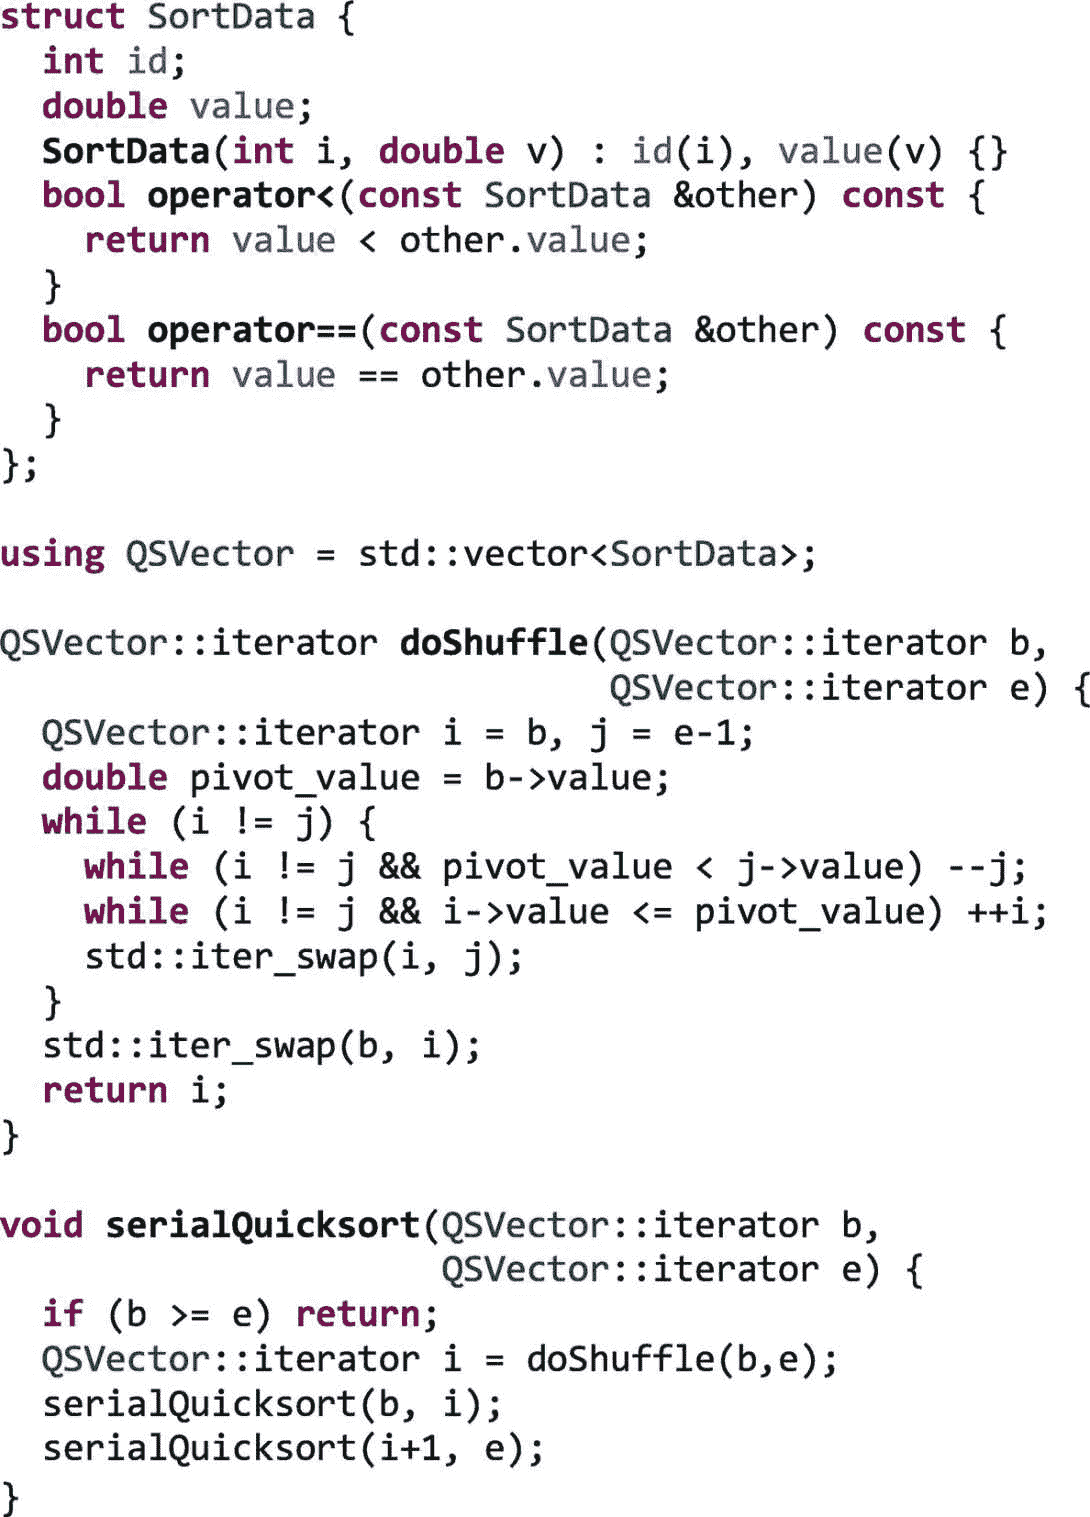 struct SortData {
  int id;
  double value;
  SortData(int i, double v) : id(i), value(v) {}
  bool operator<(const SortData &other) const {
    return value < other.value;
  }
  bool operator==(const SortData &other) const {
    return value == other.value;
  }
};

using QSVector = std::vector<SortData>;

QSVector::iterator doShuffle(QSVector::iterator b,
                             QSVector::iterator e) {
  QSVector::iterator i = b, j = e-1;
  double pivot_value = b->value;
  while (i != j) {
    while (i != j && pivot_value < j->value) --j;
    while (i != j && i->value <= pivot_value) ++i;
    std::iter_swap(i, j);
  }
  std::iter_swap(b, i);
  return i;
}

void serialQuicksort(QSVector::iterator b,
                     QSVector::iterator e) {
  if (b >= e) return;
  QSVector::iterator i = doShuffle(b,e);
  serialQuicksort(b, i);
  serialQuicksort(i+1, e);
}